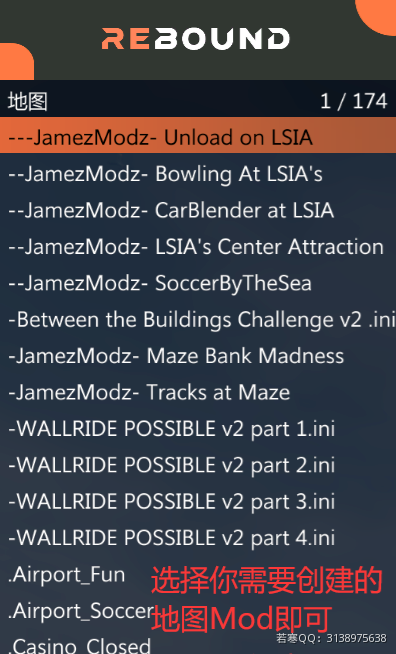 REBOUND
地图 1 / 174
---JamezModz- Unload on LSIA
--JamezModz- Bowling At LSIA's
--JamezModz- CarBlender at LSIA
--JamezModz- LSIA's Center Attraction
--JamezModz- SoccerByTheSea
-Between the Buildings Challenge v2 .ini
-JamezModz- Maze Bank Madness
-JamezModz- Tracks at Maze
-WALLRIDE POSSIBLE v2 part 1.ini
-WALLRIDE POSSIBLE v2 part 2.ini
-WALLRIDE POSSIBLE v2 part 3.ini
-WALLRIDE POSSIBLE v2 part 4.ini
.Airport_Fun
选择你需要创建的
.Airport_Soccer
地图Mod即可
若寒QQ：3138975638
.Casino_Closed